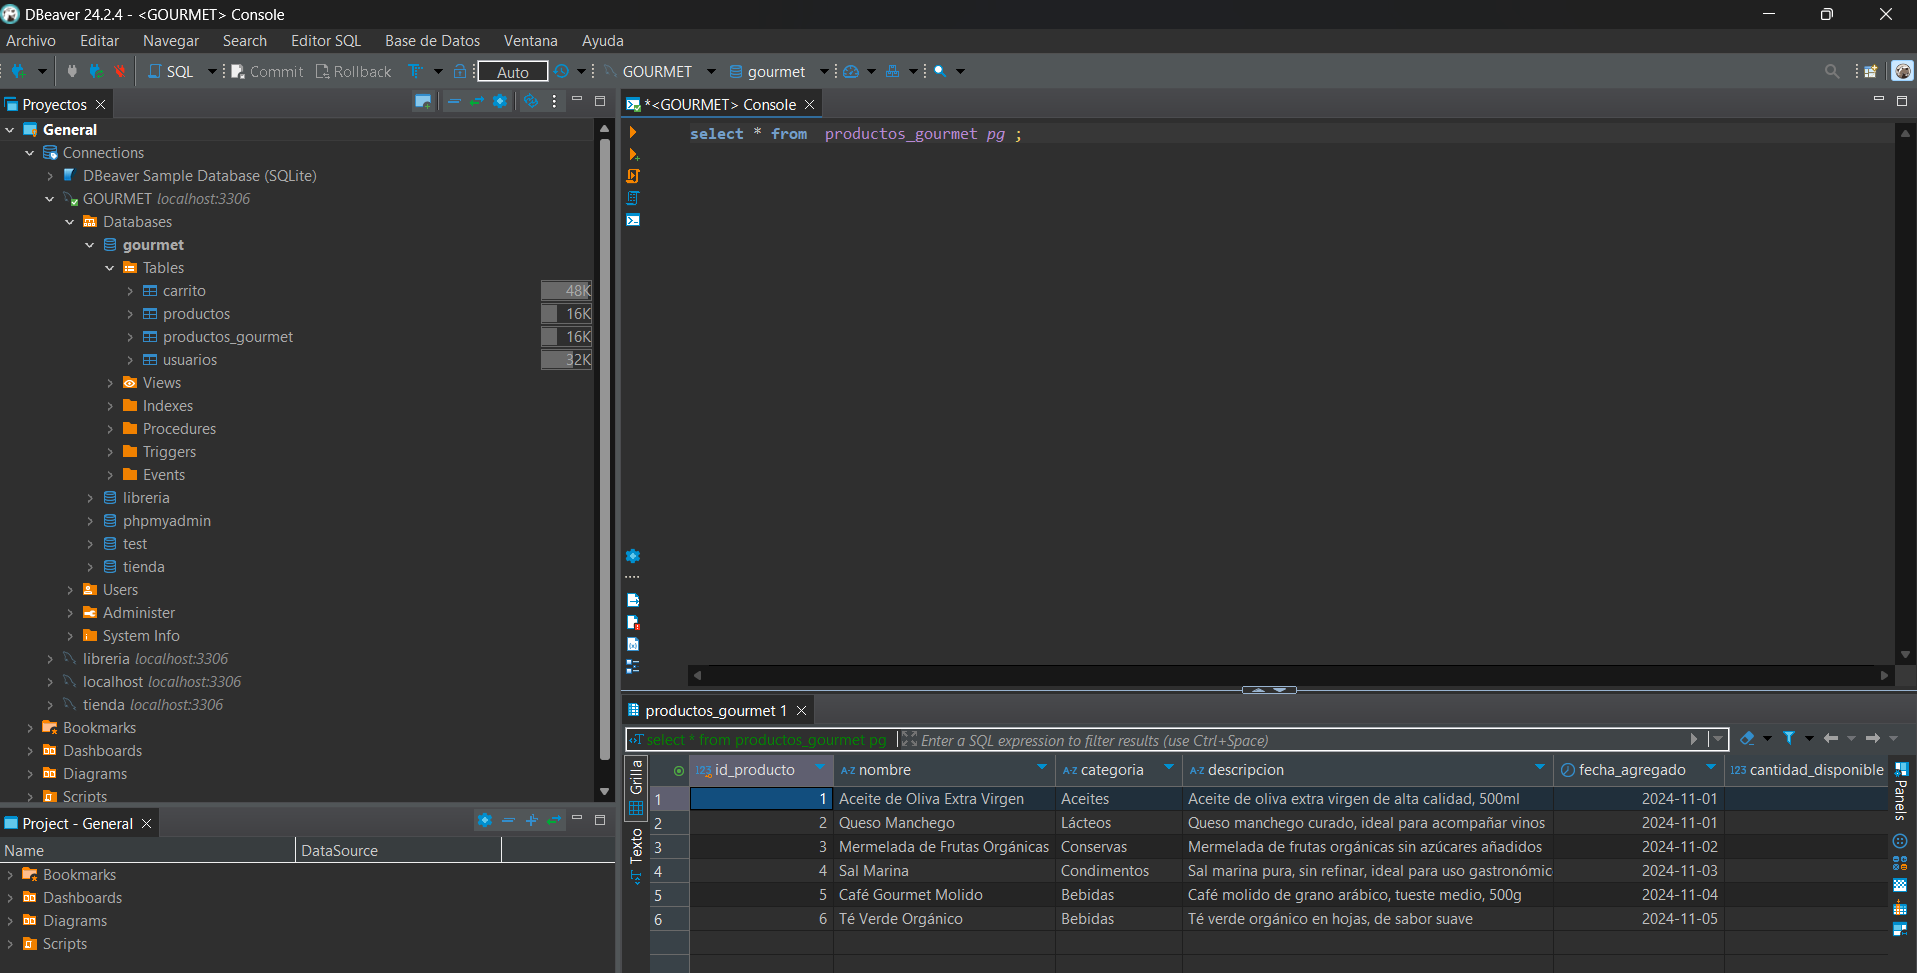 DBeaver 24.2.4 - <GOURMET> Console
Archivo Editar Navegar Search Editor SQL Base de Datos Ventana Ayuda
SQL Commit Rollback Auto GOURMET gourmet
Proyectos
General
Connections
DBeaver Sample Database (SQLite)
GOURMET localhost:3306
Databases
gourmet
Tables
carrito 48K
productos 16K
productos_gourmet 16K
usuarios 32K
Views
Indexes
Procedures
Triggers
Events
libreria
phpmyadmin
test
tienda
Users
Administer
System Info
libreria localhost:3306
localhost localhost:3306
tienda localhost:3306
Bookmarks
Dashboards
Diagrams
Scripts
Project - General
Name DataSource
Bookmarks
Dashboards
Diagrams
Scripts
*<GOURMET> Console
select * from productos_gourmet pg ;
productos_gourmet 1
select * from productos_gourmet pg Enter a SQL expression to filter results (use Ctrl+Space)
Grilla
Texto
123 id_producto A-Z nombre A-Z categoria A-Z descripcion fecha_agregado 123 cantidad_disponible
1 1 Aceite de Oliva Extra Virgen Aceites Aceite de oliva extra virgen de alta calidad, 500ml 2024-11-01
2 2 Queso Manchego Lácteos Queso manchego curado, ideal para acompañar vinos 2024-11-01
3 3 Mermelada de Frutas Orgánicas Conservas Mermelada de frutas orgánicas sin azúcares añadidos 2024-11-02
4 4 Sal Marina Condimentos Sal marina pura, sin refinar, ideal para uso gastronómic 2024-11-03
5 5 Café Gourmet Molido Bebidas Café molido de grano arábico, tueste medio, 500g 2024-11-04
6 6 Té Verde Orgánico Bebidas Té verde orgánico en hojas, de sabor suave 2024-11-05
Panels